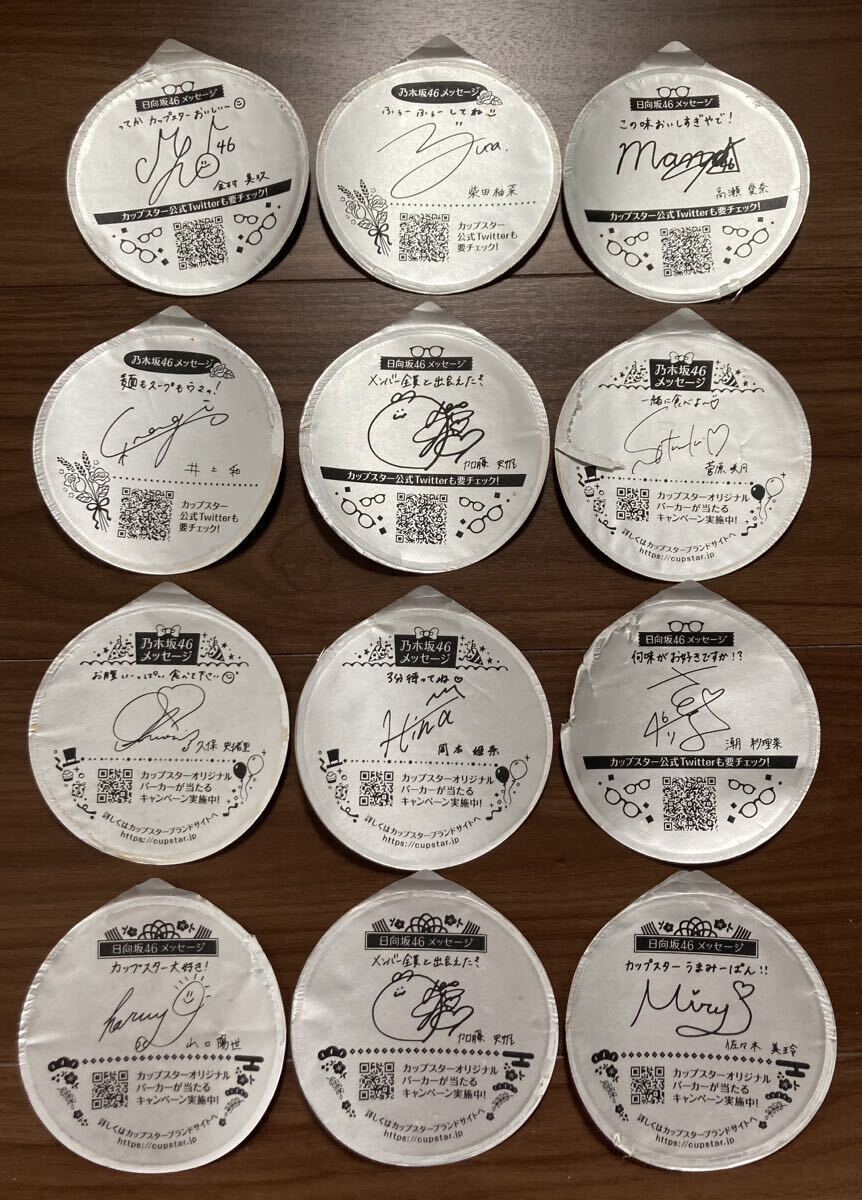 日向坂46メッセージ
ってか カップスターおいし〜
46
金村 美玖
カップスター公式Twitterも要チェック!
乃木坂46メッセージ
ふぅーふぅーしてね
yuna.
柴田柚菜
カップスター
公式Twitterも
要チェック!
日向坂46メッセージ
この味おいしすぎやで!
mana
46
高瀬 愛奈
カップスター公式Twitterも要チェック!
乃木坂46メッセージ
麺もスープもウマッ!
井上 和
カップスター
公式Twitterも
要チェック!
日向坂46メッセージ
メンバー全員と出会えた?
加藤 史帆
カップスター公式Twitterも要チェック!
乃木坂46
メッセージ
一緒に食べよ〜♡
菅原 咲月
カップスターオリジナル
パーカーが当たる
キャンペーン実施中!
詳しくはカップスターブランドサイトへ
https://cupstar.jp
乃木坂46
メッセージ
お腹いーっぱい食べて下さい
久保 史緒里
カップスターオリジナル
パーカーが当たる
キャンペーン実施中!
詳しくはカップスターブランドサイトへ
https://cupstar.jp
乃木坂46
メッセージ
3分待ってね♡
Hina
岡本 姫奈
カップスターオリジナル
パーカーが当たる
キャンペーン実施中!
詳しくはカップスターブランドサイトへ
https://cupstar.jp
日向坂46メッセージ
何味がお好きですか!?
46
潮 紗理菜
カップスター公式Twitterも要チェック!
日向坂46メッセージ
カップスター大好き!
haruyo
山口 陽世
カップスターオリジナル
パーカーが当たる
キャンペーン実施中!
詳しくはカップスターブランドサイトへ
https://cupstar.jp
日向坂46メッセージ
メンバー全員と出会えた?
加藤 史帆
カップスターオリジナル
パーカーが当たる
キャンペーン実施中!
詳しくはカップスターブランドサイトへ
https://cupstar.jp
日向坂46メッセージ
カップスターうまみーぱん!!
Miry♡
佐々木 美玲
カップスターオリジナル
パーカーが当たる
キャンペーン実施中!
詳しくはカップスターブランドサイトへ
https://cupstar.jp